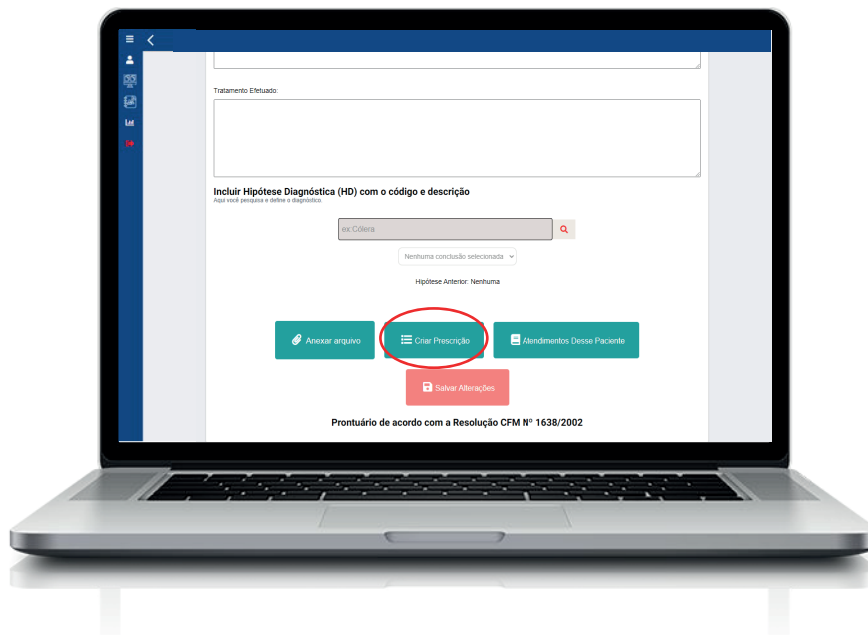 Tratamento Efetuado:
Incluir Hipótese Diagnóstica (HD) com o código e descrição
Aqui você pesquisa e define o diagnóstico.
ex:Cólera
Nenhuma conclusão selecionada
Hipótese Anterior: Nenhuma
Anexar arquivo
Criar Prescrição
Atendimentos Desse Paciente
Salvar Alterações
Prontuário de acordo com a Resolução CFM Nº 1638/2002